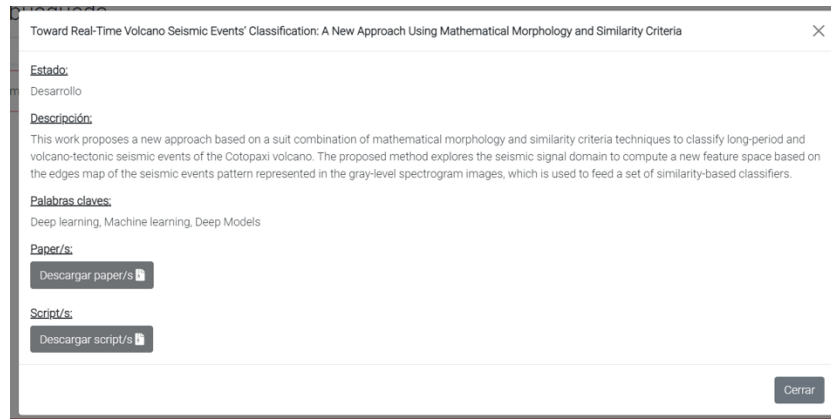 Toward Real-Time Volcano Seismic Events' Classification: A New Approach Using Mathematical Morphology and Similarity Criteria
Estado:
Desarrollo
Descripción:
This work proposes a new approach based on a suit combination of mathematical morphology and similarity criteria techniques to classify long-period and
volcano-tectonic seismic events of the Cotopaxi volcano. The proposed method explores the seismic signal domain to compute a new feature space based on
the edges map of the seismic events pattern represented in the gray-level spectrogram images, which is used to feed a set of similarity-based classifiers.
Palabras claves:
Deep learning, Machine learning, Deep Models
Paper/s:
Descargar paper/s
Script/s:
Descargar script/s
Cerrar